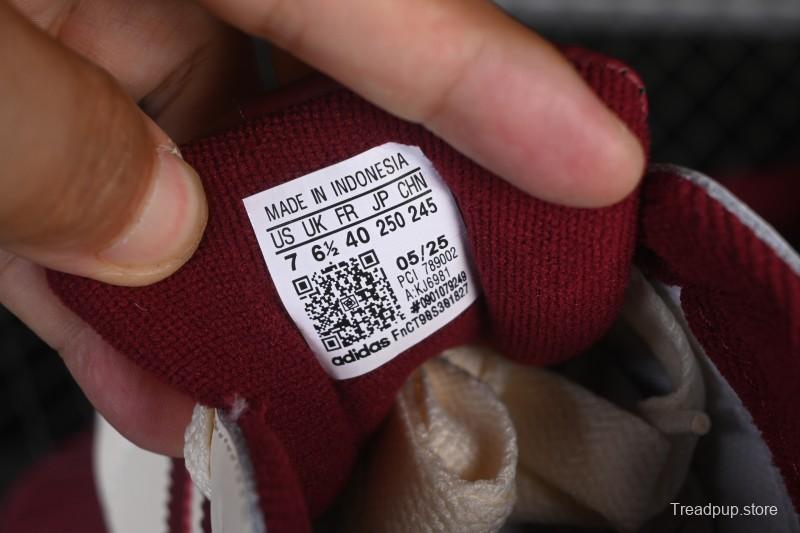 MADE IN INDONESIA
US UK FR JP CHN
7 6½ 40 250 245
05/25
PCI 789002
A:KJ6981
#0901079249
FnCT98S381827
adidas
Treadpup.store